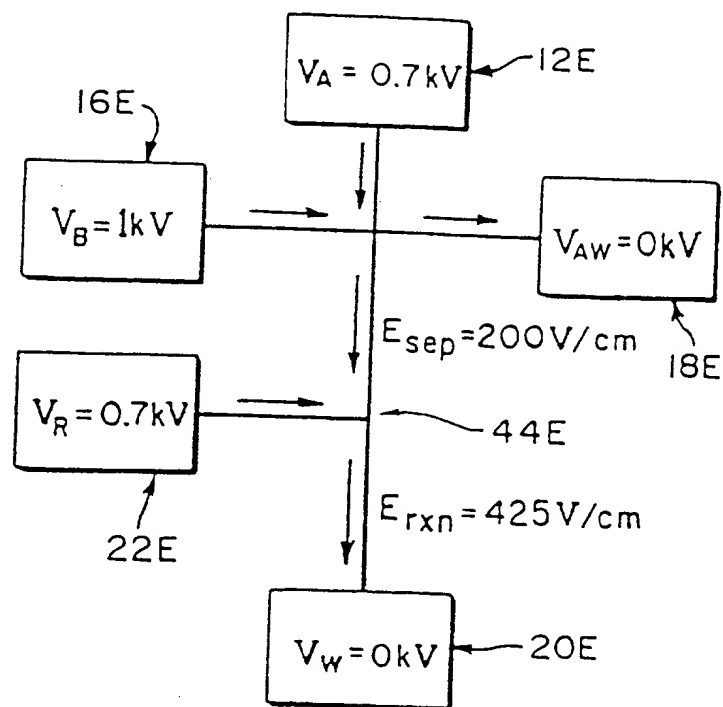 V_A = 0.7kV
12E
16E
V_B = 1kV
V_AW = 0kV
E_sep = 200V/cm
18E
V_R = 0.7kV
44E
E_rxn = 425V/cm
22E
V_W = 0kV
20E